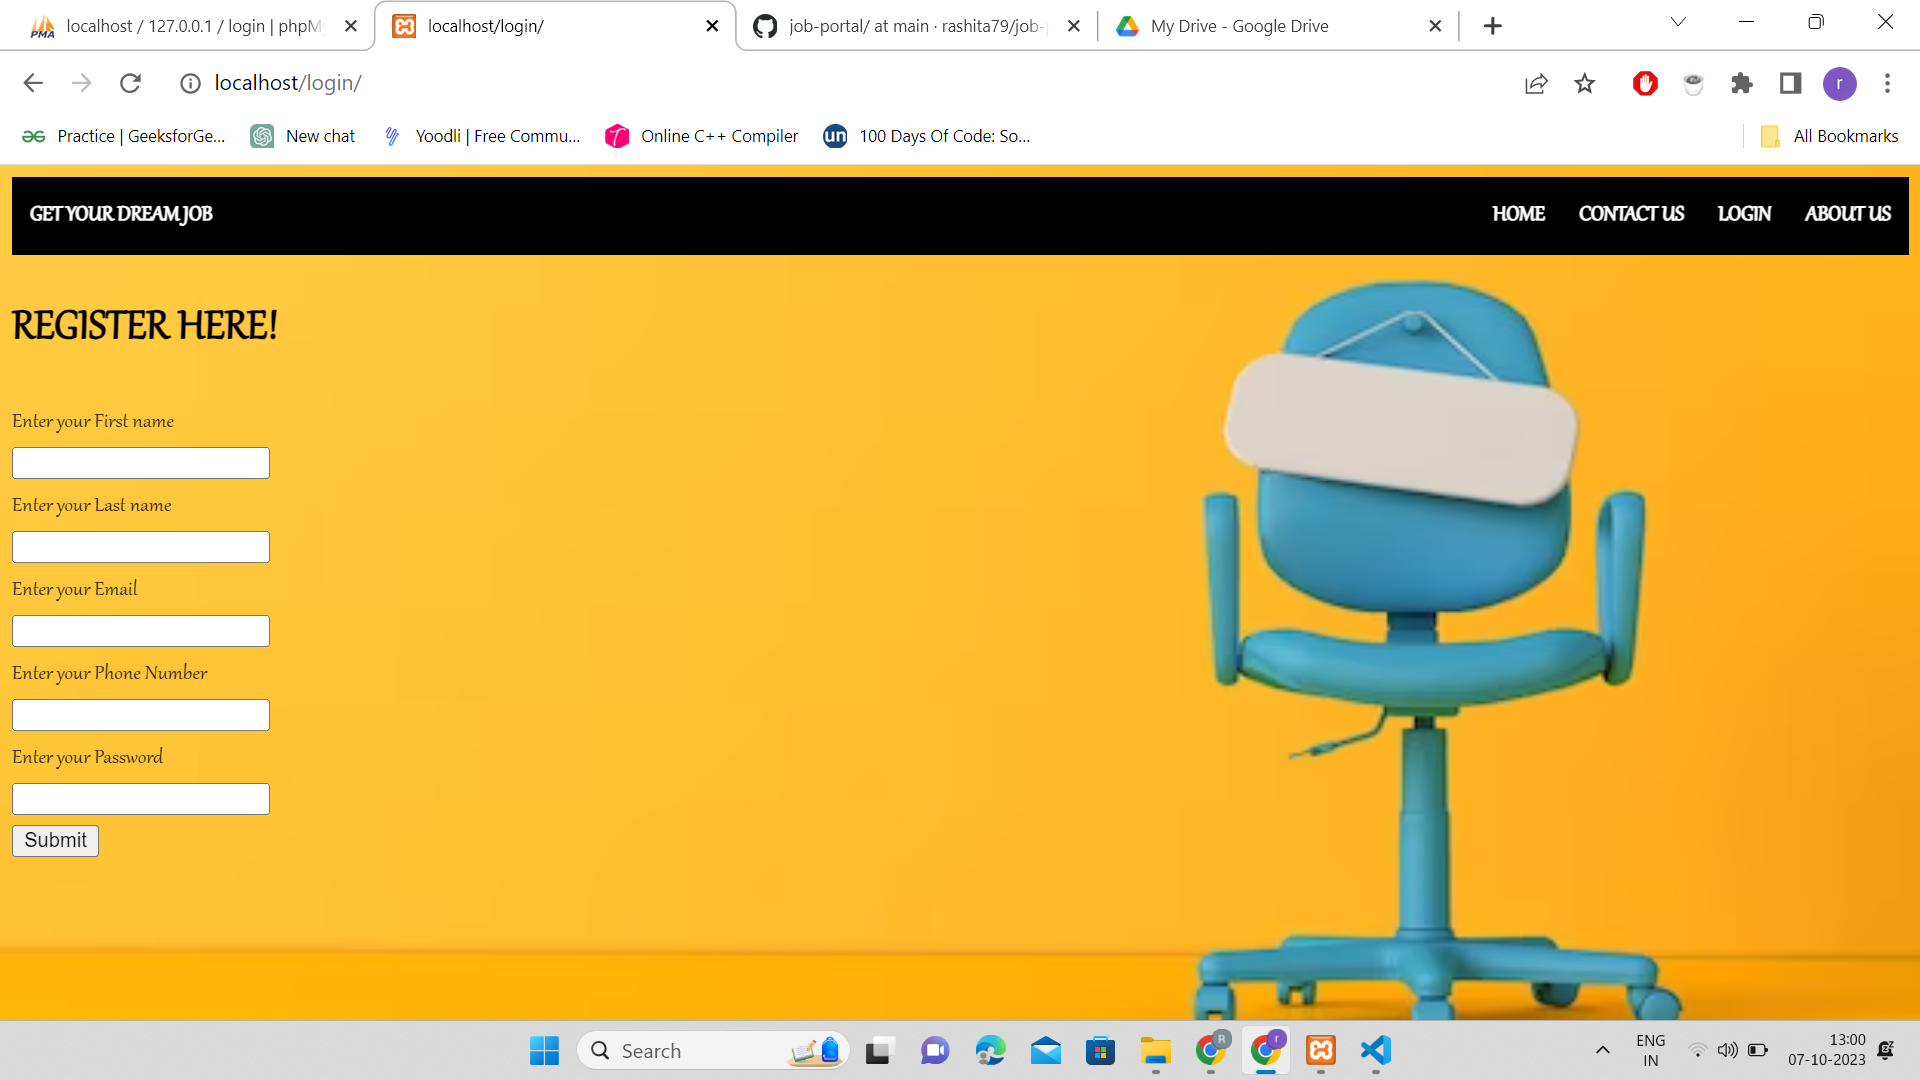 localhost / 127.0.0.1 / login | phpMy
localhost/login/
job-portal/ at main · rashita79/job-p
My Drive - Google Drive
localhost/login/
r
Practice | GeeksforGe...
New chat
Yoodli | Free Commu...
Online C++ Compiler
un
100 Days Of Code: So...
All Bookmarks
GET YOUR DREAM JOB
HOME
CONTACT US
LOGIN
ABOUT US
REGISTER HERE!
Enter your First name
Enter your Last name
Enter your Email
Enter your Phone Number
Enter your Password
Submit
Search
R
r
ENG
IN
13:00
07-10-2023